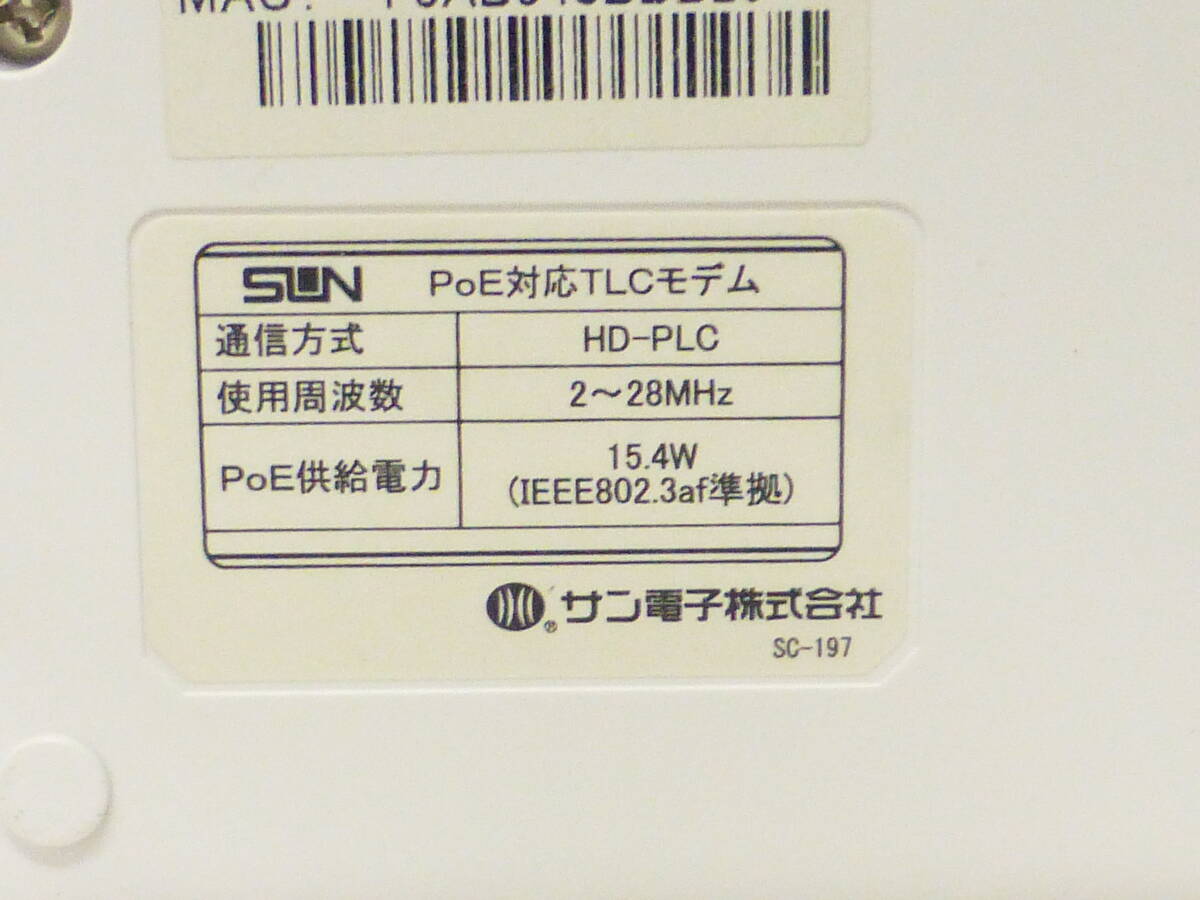 MAC:
SUN PoE対応TLCモデム
通信方式 HD-PLC
使用周波数 2～28MHz
PoE供給電力 15.4W
(IEEE802.3af準拠)
® サン電子株式会社
SC-197